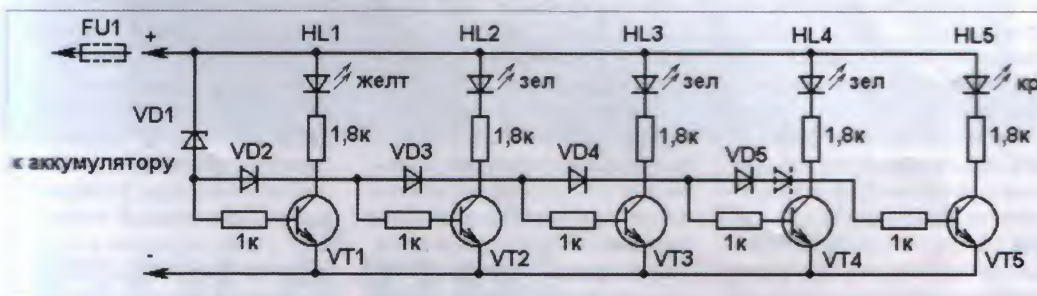 FU1 + HL1 HL2 HL3 HL4 HL5
желт зел зел зел кр
VD1
1,8к 1,8к 1,8к 1,8к 1,8к
к аккумулятору
VD2 VD3 VD4 VD5
1к 1к 1к 1к 1к
- VT1 VT2 VT3 VT4 VT5